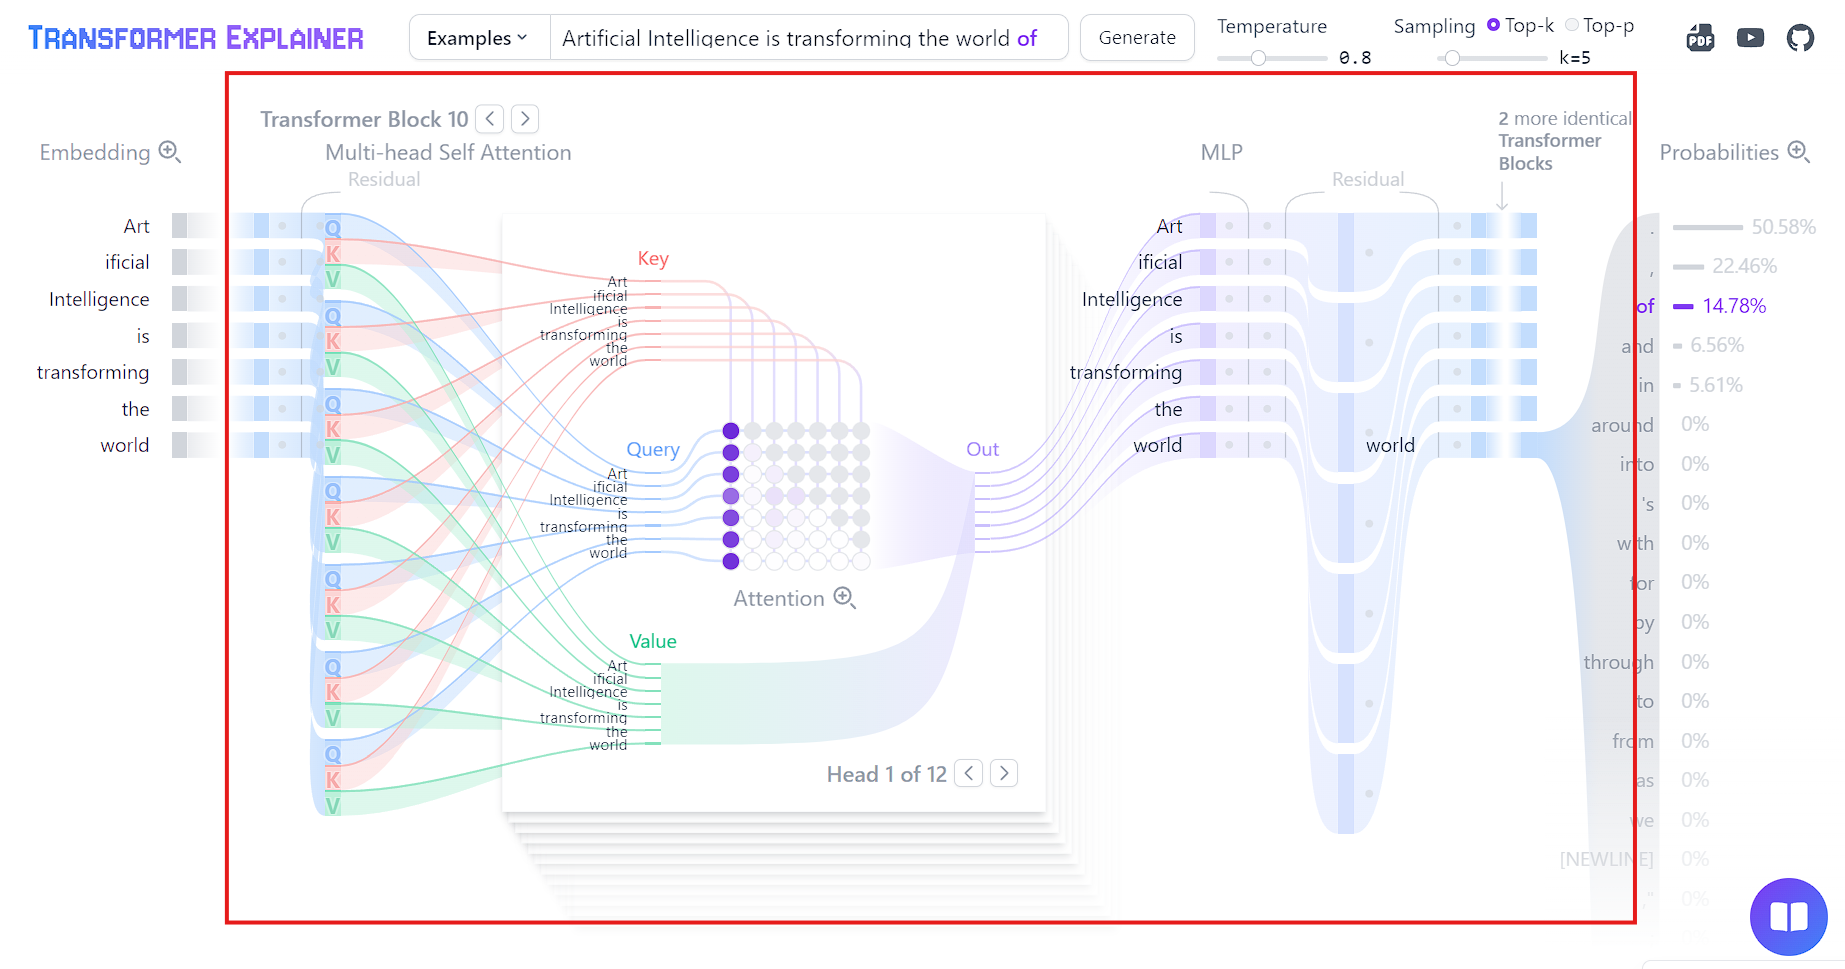 TRANSFORMER EXPLAINER
Examples
Artificial Intelligence is transforming the world of
Generate
Temperature
0.8
Sampling
Top-k
Top-p
k=5
PDF
Transformer Block 10
Embedding
Multi-head Self Attention
Residual
MLP
Residual
2 more identical
Transformer
Blocks
Probabilities
Art
ificial
Intelligence
is
transforming
the
world
Q
K
V
Q
K
V
Q
K
V
Q
K
V
Q
K
V
Q
K
V
Q
K
V
Key
Art
ificial
Intelligence
is
transforming
the
world
Query
Art
ificial
Intelligence
is
transforming
the
world
Attention
Value
Art
ificial
Intelligence
is
transforming
the
world
Out
Head 1 of 12
Art
ificial
Intelligence
is
transforming
the
world
world
. 50.58%
, 22.46%
of 14.78%
and 6.56%
in 5.61%
around 0%
into 0%
's 0%
with 0%
for 0%
by 0%
through 0%
to 0%
from 0%
as 0%
we 0%
[NEWLINE] 0%
," 0%